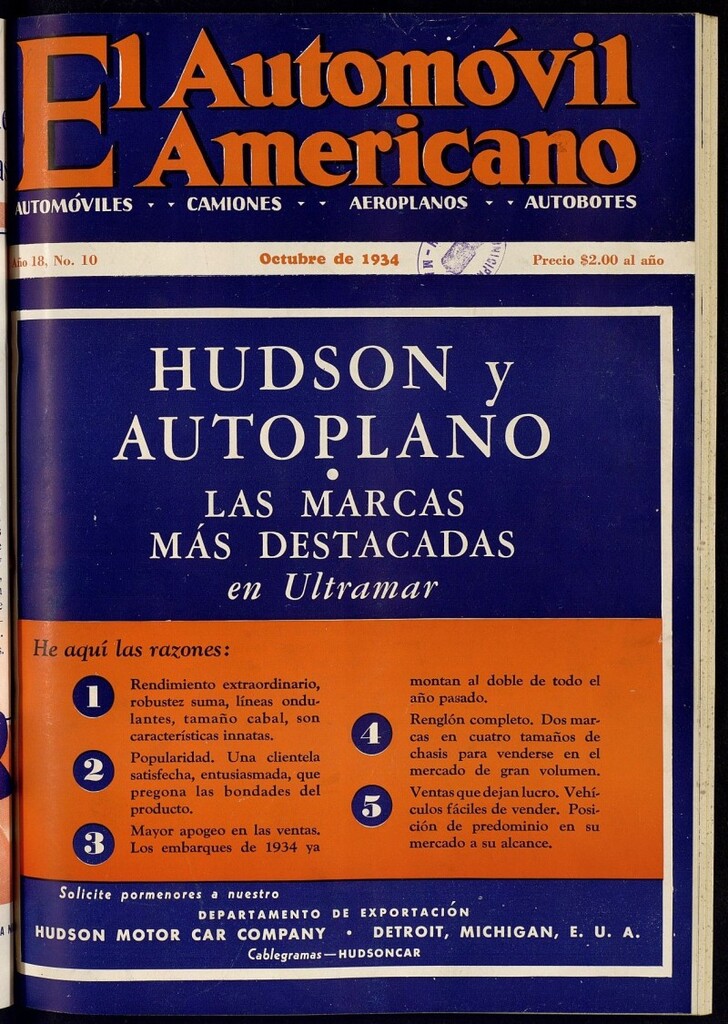 El Automóvil
Americano
AUTOMÓVILES - - CAMIONES - - AEROPLANOS - - AUTOBOTES
Año 18, No. 10 Octubre de 1934 Precio $2.00 al año
HUDSON y
AUTOPLANO
•
LAS MARCAS
MÁS DESTACADAS
en Ultramar
He aquí las razones:
1 Rendimiento extraordinario,
robustez suma, líneas ondu-
lantes, tamaño cabal, son
características innatas.
2 Popularidad. Una clientela
satisfecha, entusiasmada, que
pregona las bondades del
producto.
3 Mayor apogeo en las ventas.
Los embarques de 1934 ya
montan al doble de todo el
año pasado.
4 Renglón completo. Dos mar-
cas en cuatro tamaños de
chasis para venderse en el
mercado de gran volumen.
5 Ventas que dejan lucro. Vehí-
culos fáciles de vender. Posi-
ción de predominio en su
mercado a su alcance.
Solicite pormenores a nuestro
DEPARTAMENTO DE EXPORTACIÓN
HUDSON MOTOR CAR COMPANY • DETROIT, MICHIGAN, E. U. A.
Cablegramas—HUDSONCAR